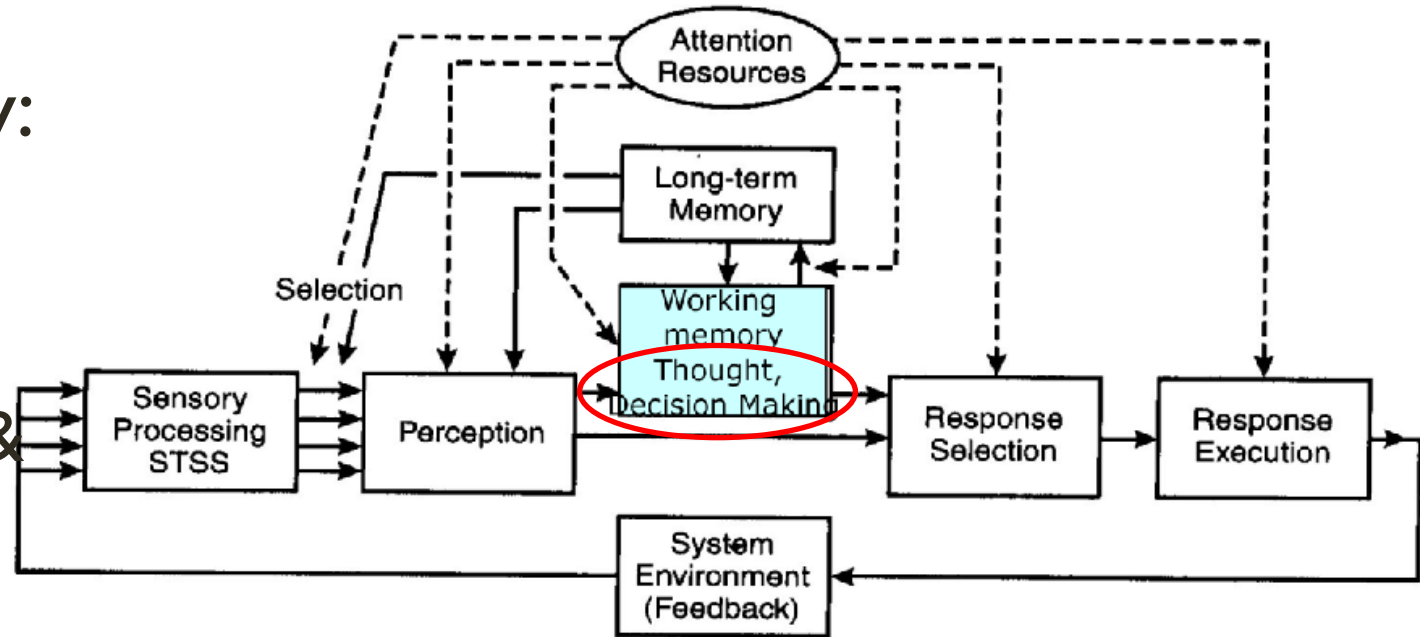 y:
&
Attention
Resources
Long-term
Memory
Selection
Working
memory
Thought,
Decision Making
Sensory
Processing
STSS
Perception
Response
Selection
Response
Execution
System
Environment
(Feedback)